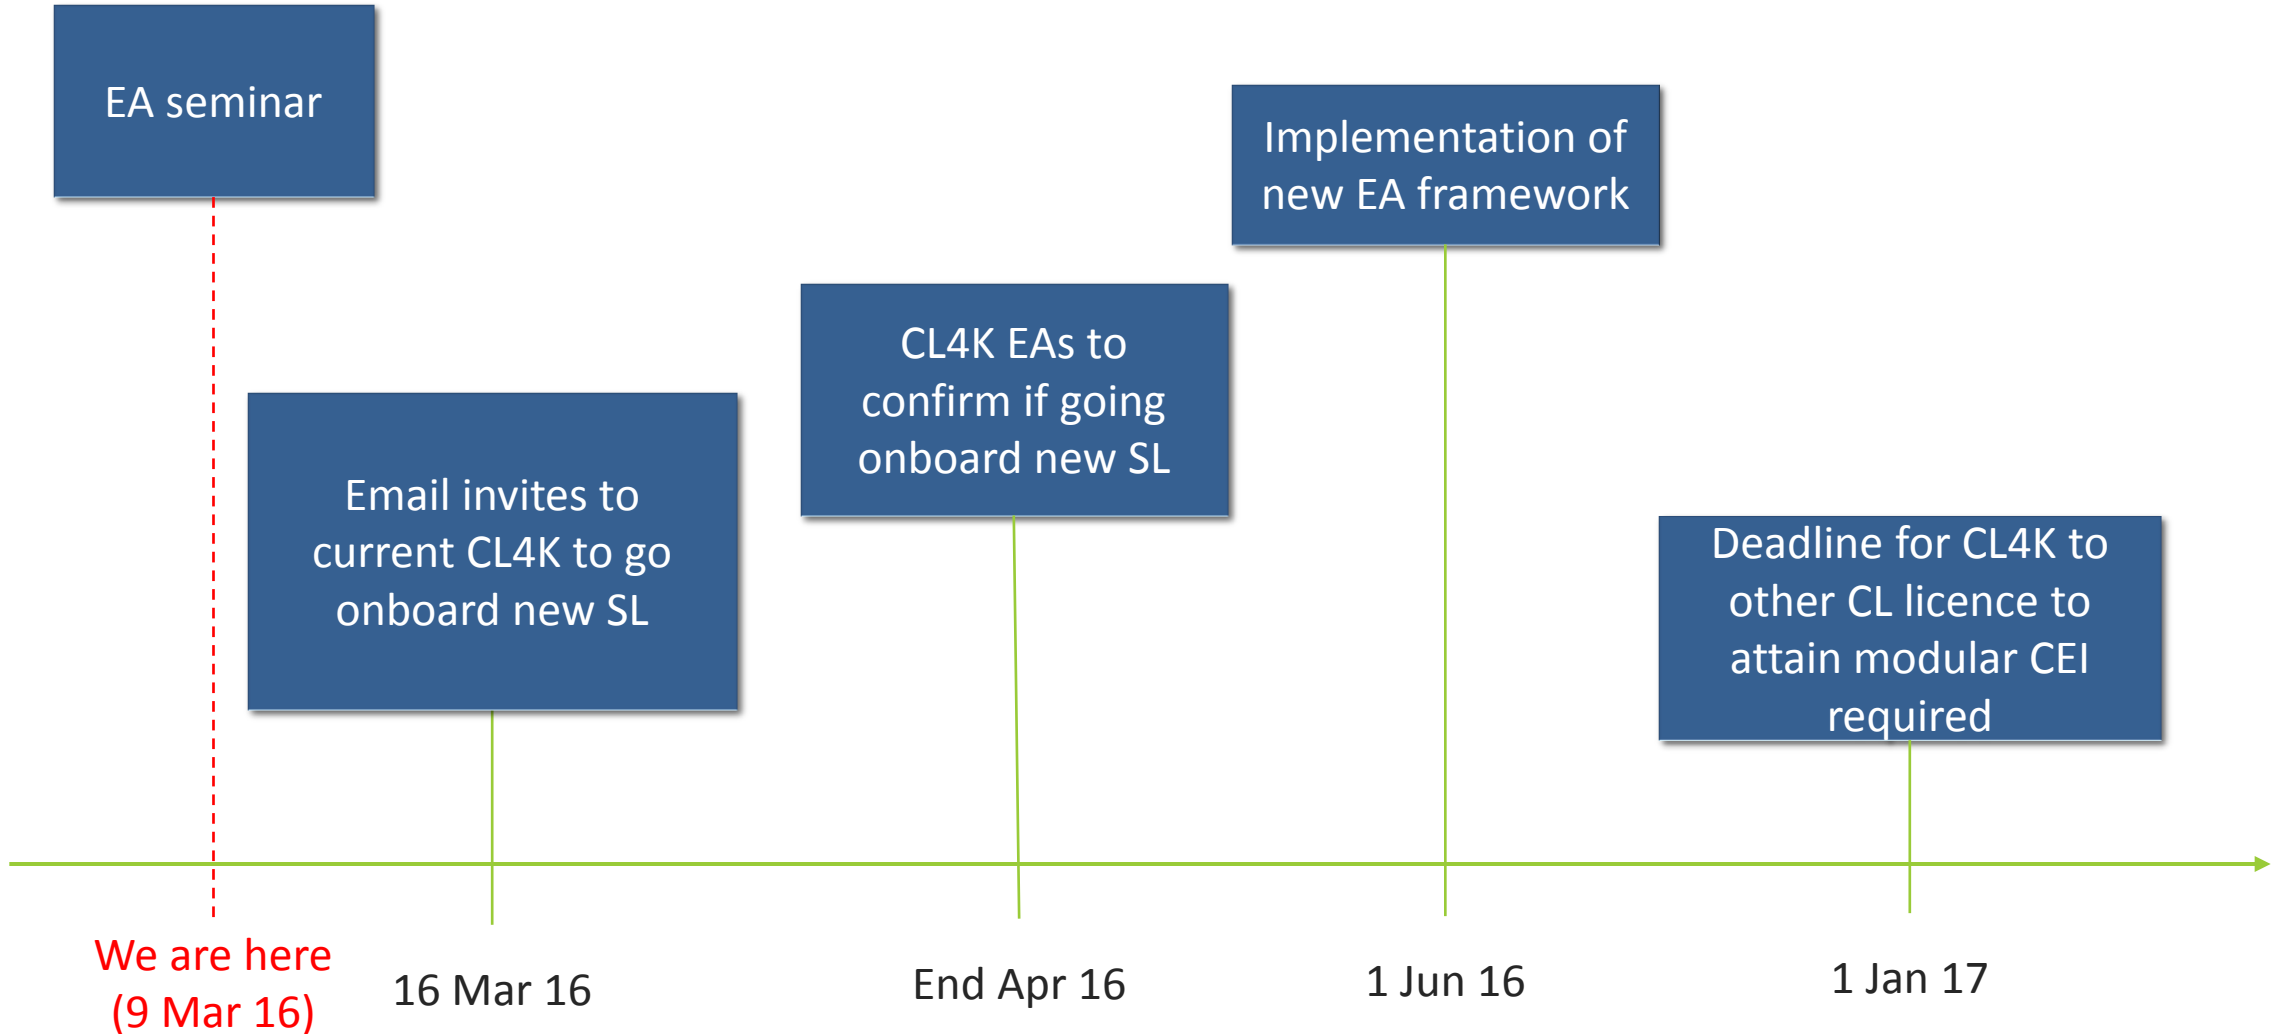 EA seminar
Implementation of
new EA framework
CL4K EAs to
confirm if going
onboard new SL
Email invites to
current CL4K to go
onboard new SL
Deadline for CL4K to
other CL licence to
attain modular CEI
required
We are here
(9 Mar 16)
16 Mar 16
End Apr 16
1 Jun 16
1 Jan 17